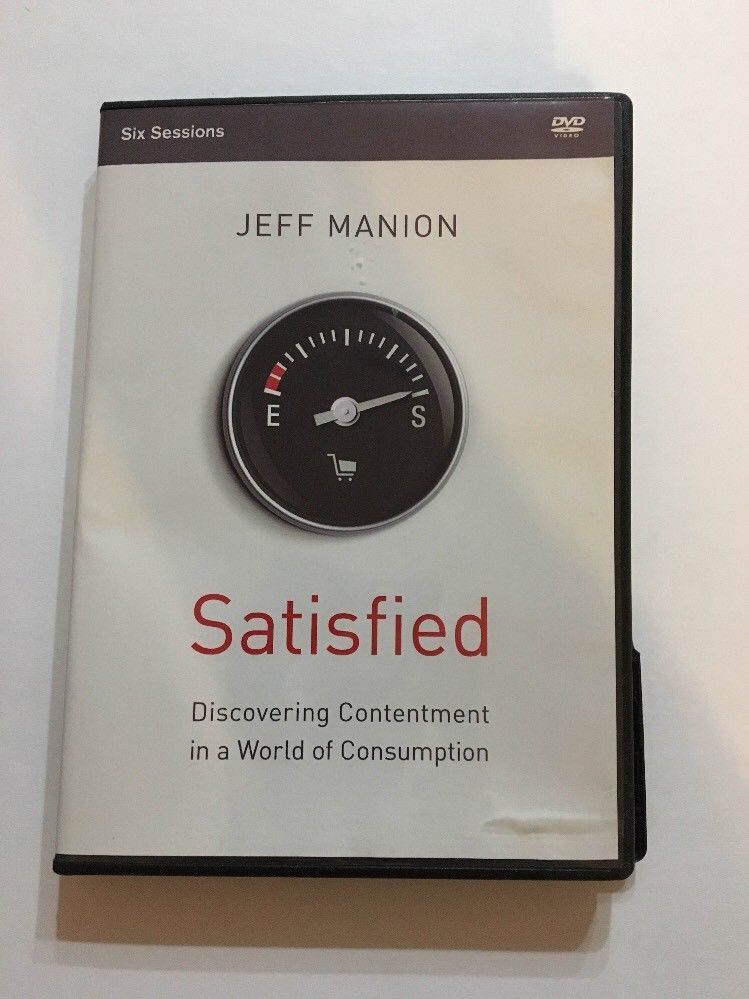 Six Sessions
DVD
VIDEO
JEFF MANION
E
S
Satisfied
Discovering Contentment
in a World of Consumption